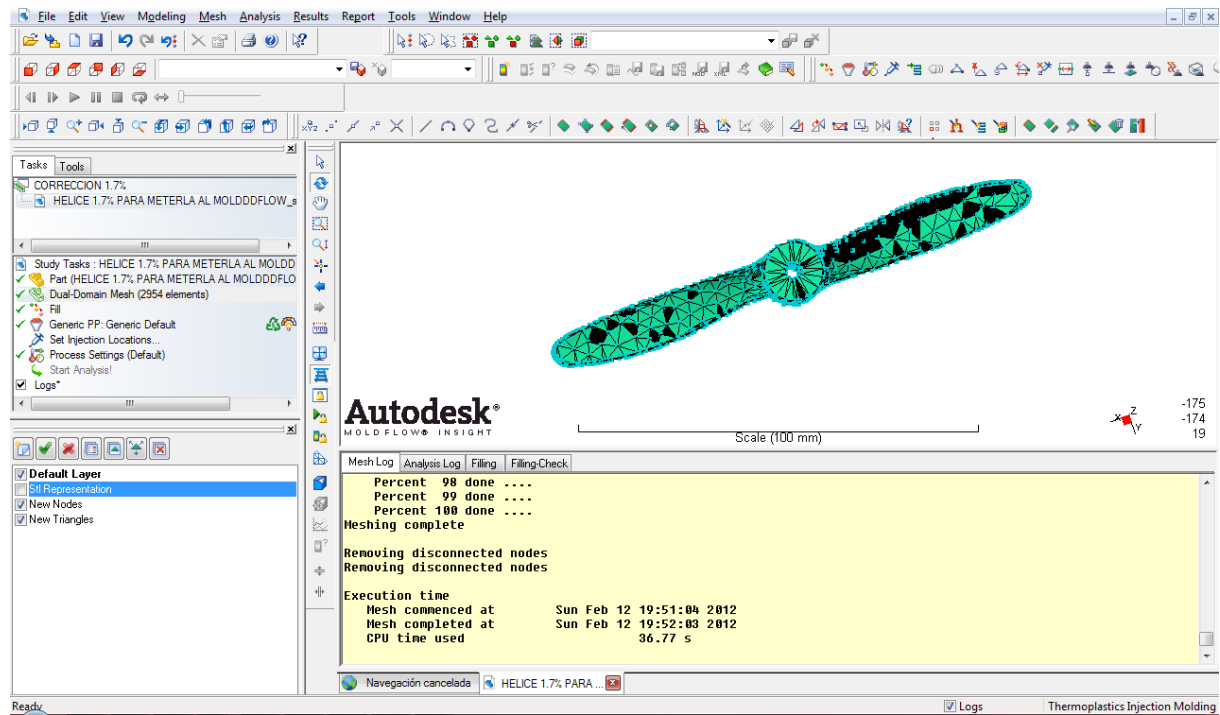 File Edit View Modeling Mesh Analysis Results Report Tools Window Help
Tasks Tools
CORRECCION 1.7%
HELICE 1.7% PARA METERLA AL MOLDDDFLOW_s
Study Tasks : HELICE 1.7% PARA METERLA AL MOLDD
Part (HELICE 1.7% PARA METERLA AL MOLDDDFLO
Dual-Domain Mesh (2954 elements)
Fill
Generic PP: Generic Default
Set Injection Locations...
Process Settings (Default)
Start Analysis!
Logs*
Default Layer
Stl Representation
New Nodes
New Triangles
Autodesk®
MOLDFLOW® INSIGHT
Scale (100 mm)
Z
X
Y
-175
-174
19
Mesh Log Analysis Log Filling Filling-Check
Percent 98 done ....
Percent 99 done ....
Percent 100 done ....
Meshing complete
Removing disconnected nodes
Removing disconnected nodes
Execution time
Mesh commenced at Sun Feb 12 19:51:04 2012
Mesh completed at Sun Feb 12 19:52:03 2012
CPU time used 36.77 s
Navegación cancelada HELICE 1.7% PARA ...
Ready Logs Thermoplastics Injection Molding